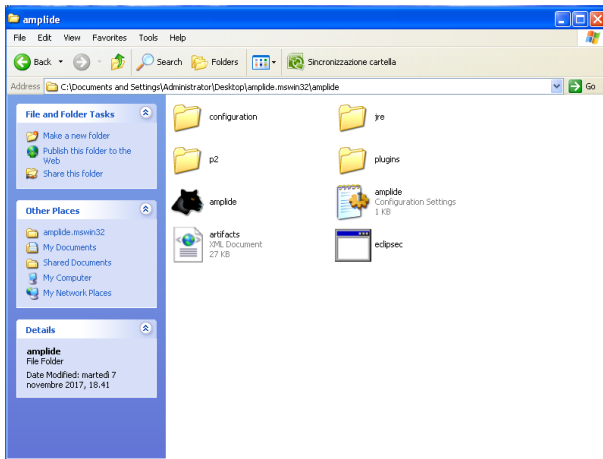 amplide
File Edit View Favorites Tools Help
Back Search Folders Sincronizzazione cartella
Address C:\Documents and Settings\Administrator\Desktop\amplide.mswin32\amplide Go
File and Folder Tasks
Make a new folder
Publish this folder to the
Web
Share this folder
Other Places
amplide.mswin32
My Documents
Shared Documents
My Computer
My Network Places
Details
amplide
File Folder
Date Modified: martedì 7
novembre 2017, 18.41
configuration
jre
p2
plugins
amplide
amplide
Configuration Settings
1 KB
artifacts
XML Document
27 KB
eclipsec